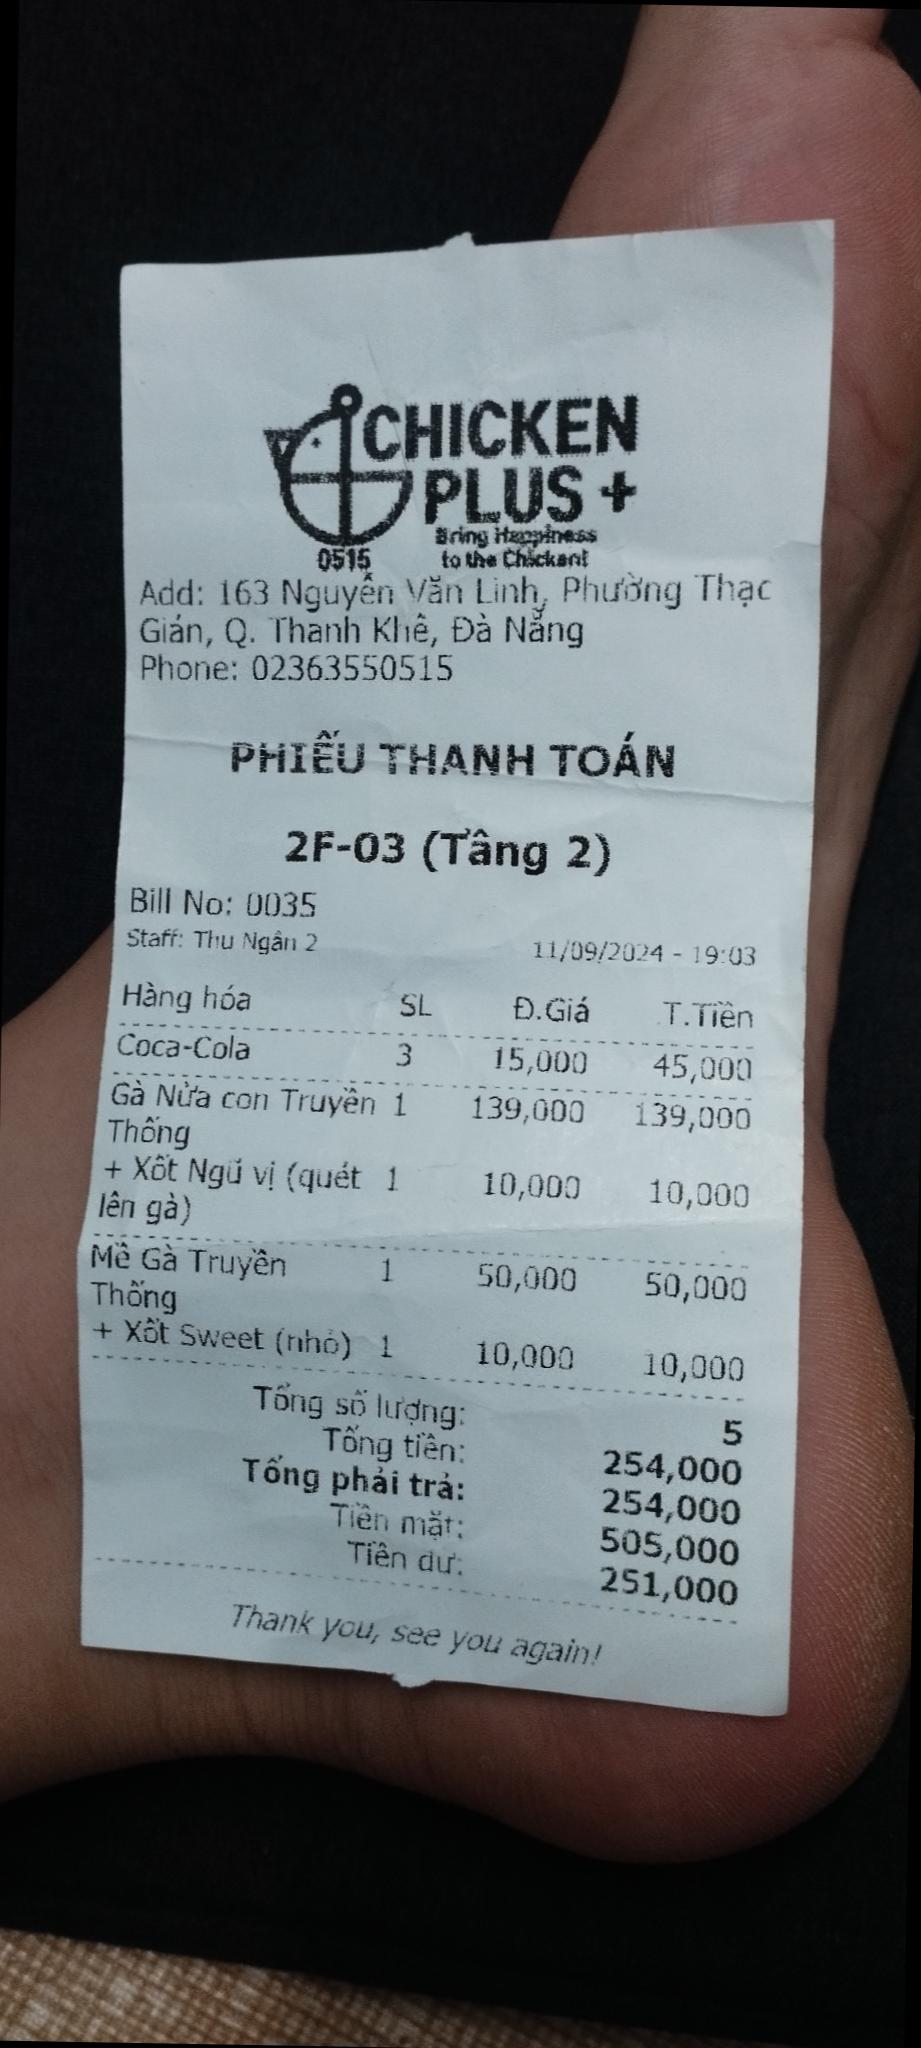 CHICKEN
PLUS +
Bring Happiness
to the Chicken!
0515
Add: 163 Nguyễn Văn Linh, Phường Thạc
Gián, Q. Thanh Khê, Đà Nẵng
Phone: 02363550515
PHIẾU THANH TOÁN
2F-03 (Tầng 2)
Bill No: 0035
Staff: Thu Ngân 2 11/09/2024 - 19:03
Hàng hóa SL Đ.Giá T.Tiền
Coca-Cola 3 15,000 45,000
Gà Nửa con Truyền 1 139,000 139,000
Thống
+ Xốt Ngũ vị (quét 1 10,000 10,000
lên gà)
Mề Gà Truyền 1 50,000 50,000
Thống
+ Xốt Sweet (nhỏ) 1 10,000 10,000
Tổng số lượng: 5
Tổng tiền: 254,000
Tổng phải trả: 254,000
Tiền mặt: 505,000
Tiền dư: 251,000
Thank you, see you again!